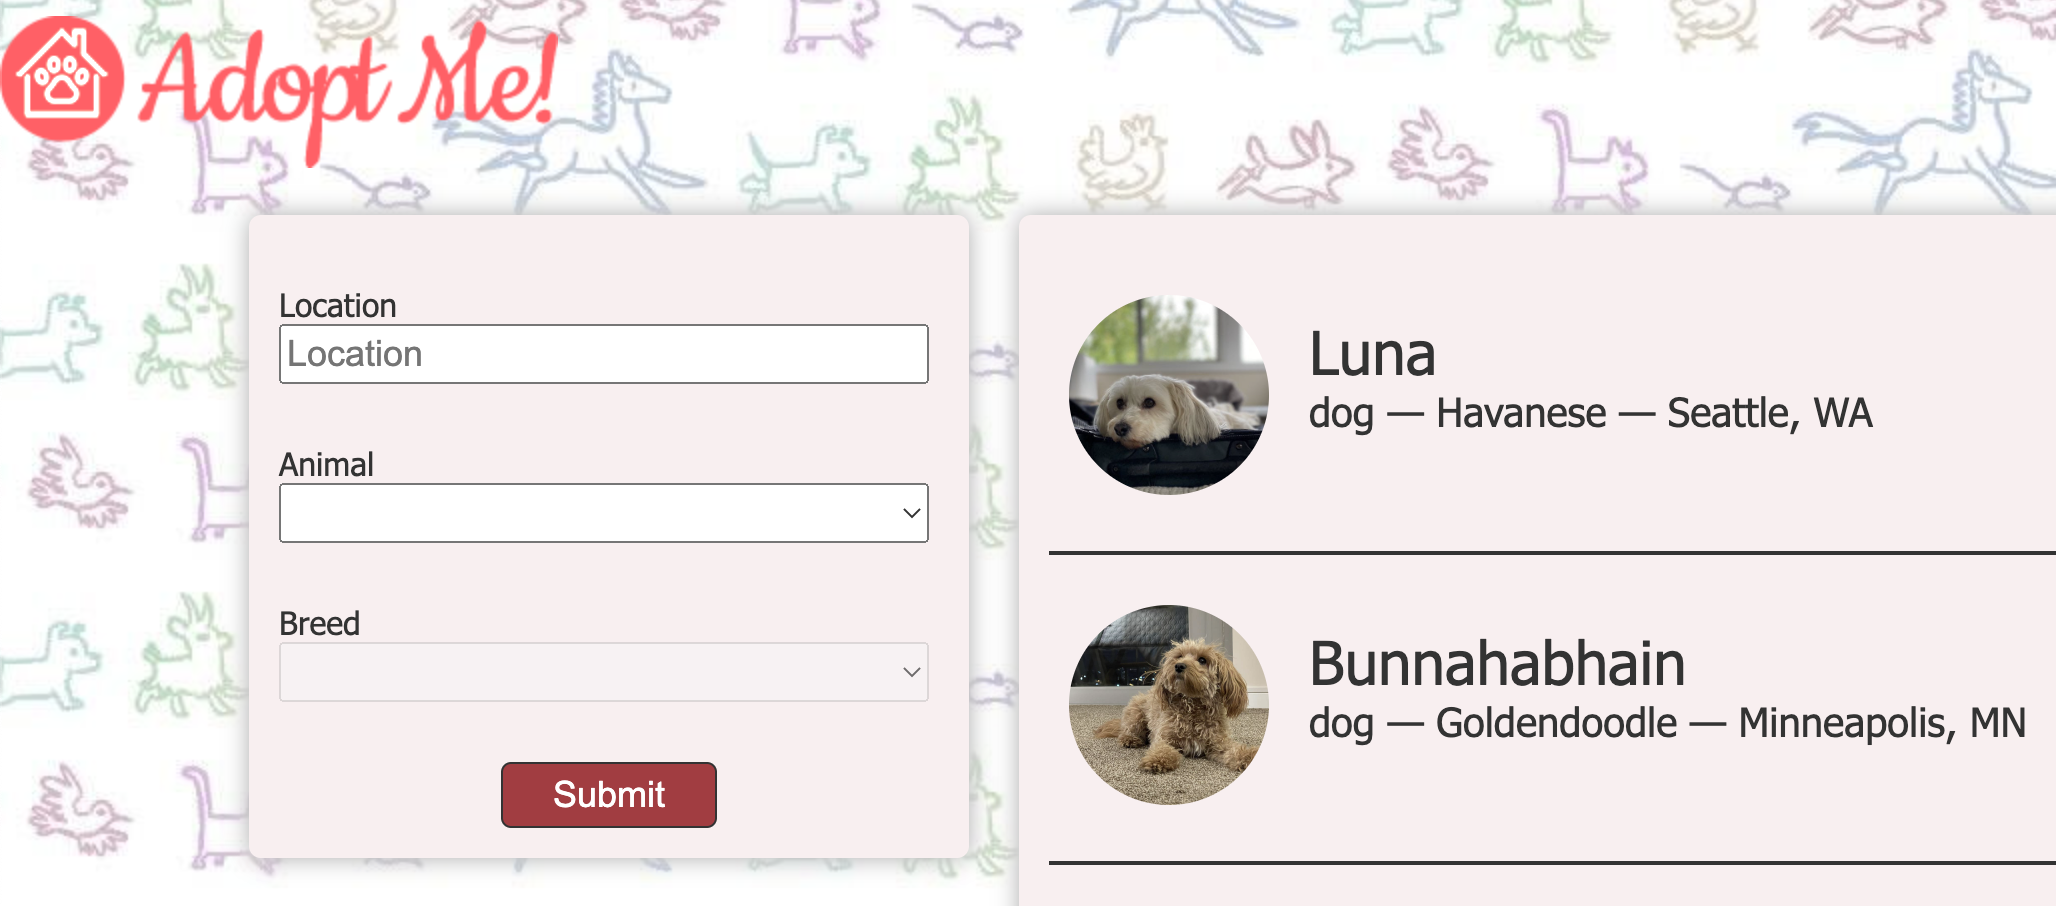 Adopt Me!
Location
Location
Animal
Breed
Submit
Luna
dog — Havanese — Seattle, WA
Bunnahabhain
dog — Goldendoodle — Minneapolis, MN